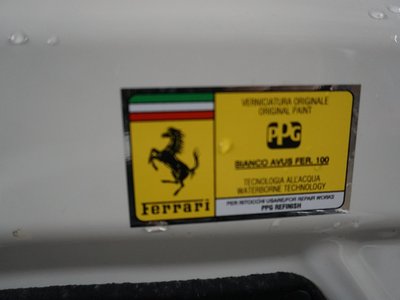 VERNICIATURA ORIGINALE
ORIGINAL PAINT
PPG
BIANCO AVUS FER. 100
TECNOLOGIA ALL'ACQUA
WATERBORNE TECHNOLOGY
PER RITOCCHI USARE/FOR REPAIR WORKS
PPG REFINISH
Ferrari